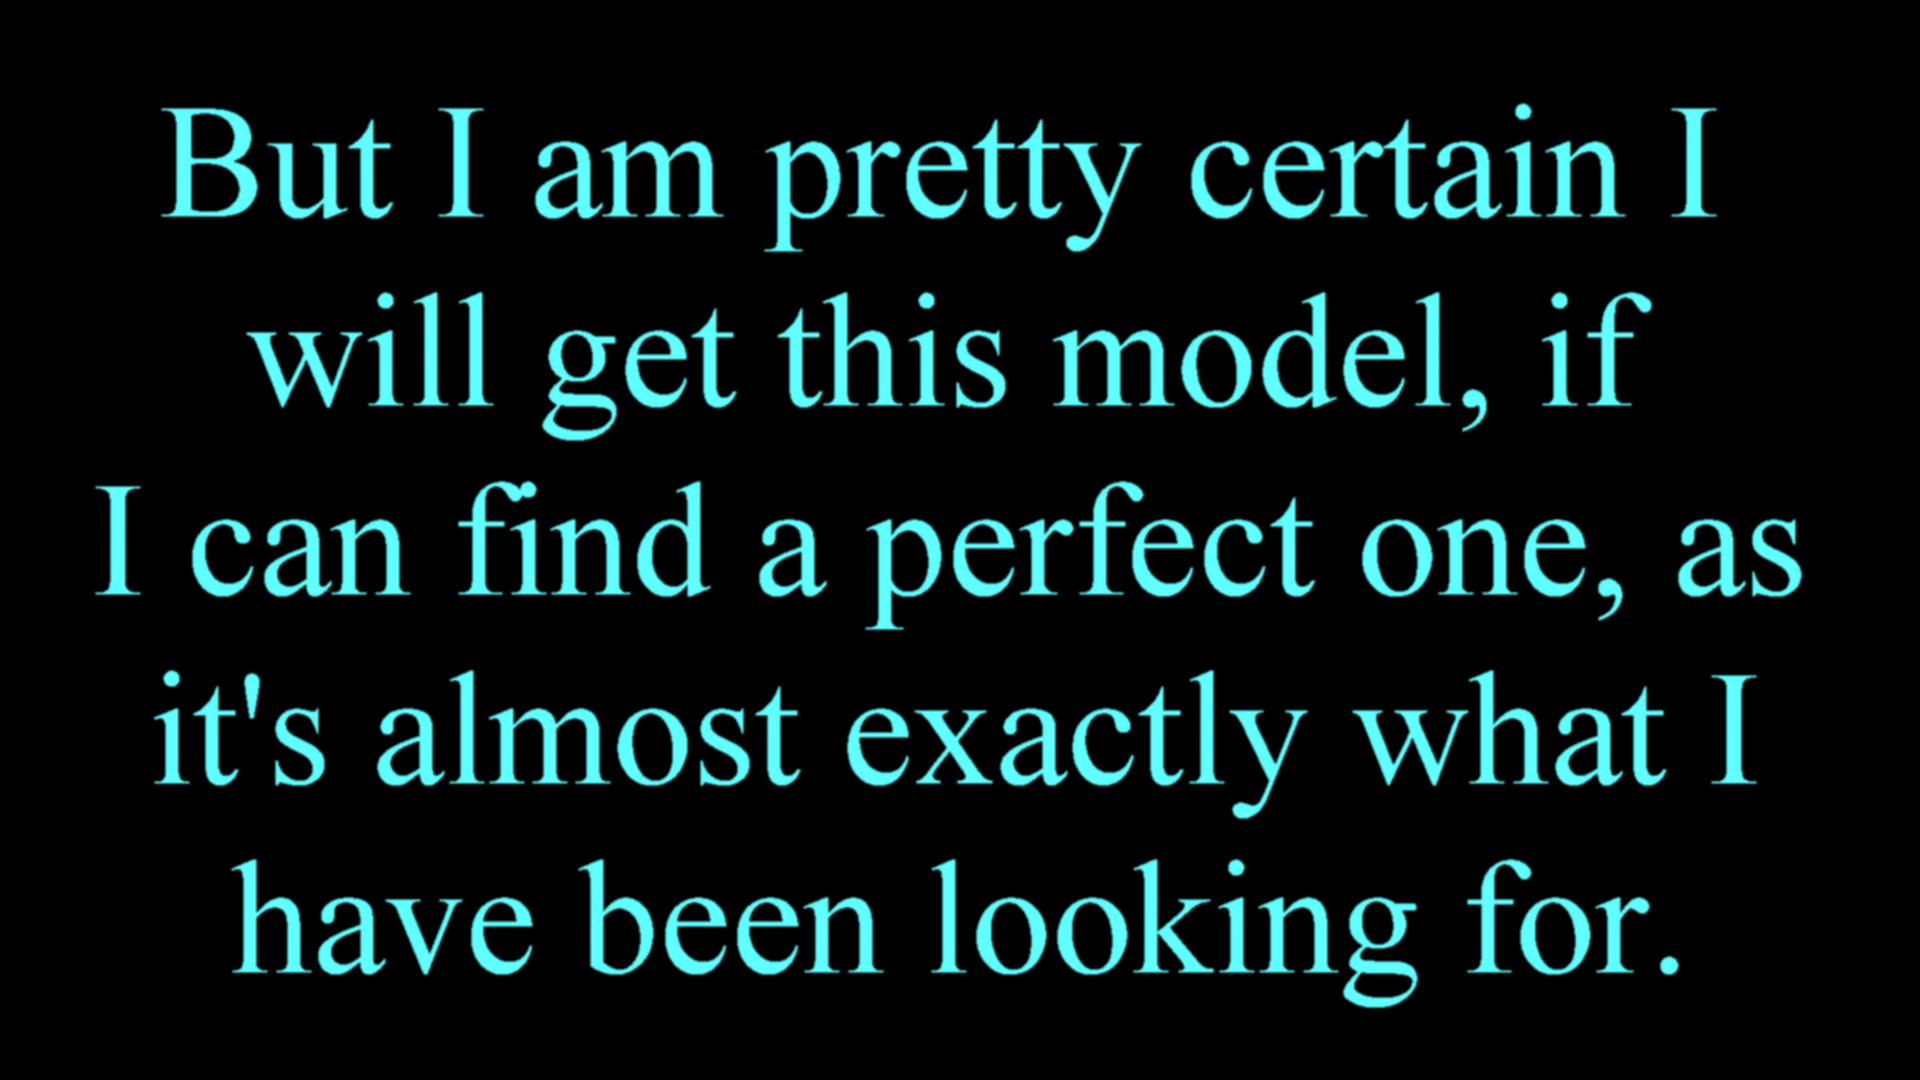 But I am pretty certain I
will get this model, if
I can find a perfect one, as
it's almost exactly what I
have been looking for.